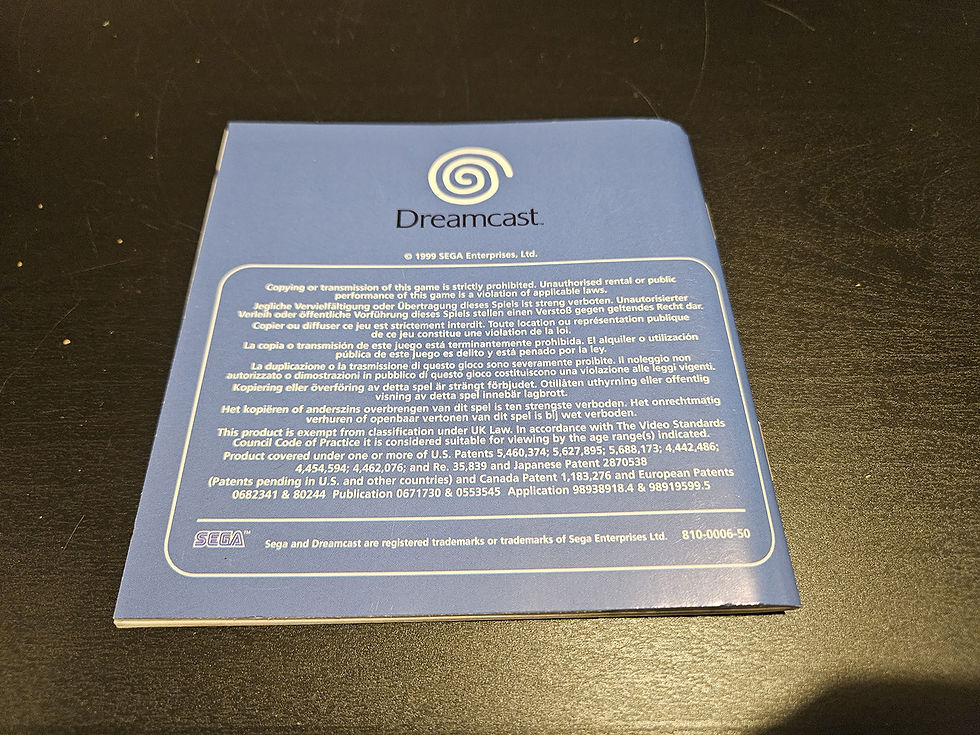 Dreamcast™
© 1999 SEGA Enterprises, Ltd.
Copying or transmission of this game is strictly prohibited. Unauthorised rental or public
performance of this game is a violation of applicable laws.
Jegliche Vervielfältigung oder Übertragung dieses Spiels ist streng verboten. Unautorisierter
Verleih oder öffentliche Vorführung dieses Spiels stellen einen Verstoß gegen geltendes Recht dar.
Copier ou diffuser ce jeu est strictement interdit. Toute location ou représentation publique
de ce jeu constitue une violation de la loi.
La copia o transmisión de este juego está terminantemente prohibida. El alquiler o utilización
pública de este juego es delito y está penado por la ley.
La duplicazione o la trasmissione di questo gioco sono severamente proibite. Il noleggio non
autorizzato o dimostrazioni in pubblico di questo gioco costituiscono una violazione alle leggi vigenti.
Kopiering eller överföring av detta spel är strängt förbjudet. Otillåten uthyrning eller offentlig
visning av detta spel innebär lagbrott.
Het kopiëren of anderszins overbrengen van dit spel is ten strengste verboden. Het onrechtmatig
verhuren of openbaar vertonen van dit spel is bij wet verboden.
This product is exempt from classification under UK Law. In accordance with The Video Standards
Council Code of Practice it is considered suitable for viewing by the age range(s) indicated.
Product covered under one or more of U.S. Patents 5,460,374; 5,627,895; 5,688,173; 4,442,486;
4,454,594; 4,462,076; and Re. 35,839 and Japanese Patent 2870538
(Patents pending in U.S. and other countries) and Canada Patent 1,183,276 and European Patents
0682341 & 80244 Publication 0671730 & 0553545 Application 98938918.4 & 98919599.5
SEGA™ Sega and Dreamcast are registered trademarks or trademarks of Sega Enterprises Ltd. 810-0006-50